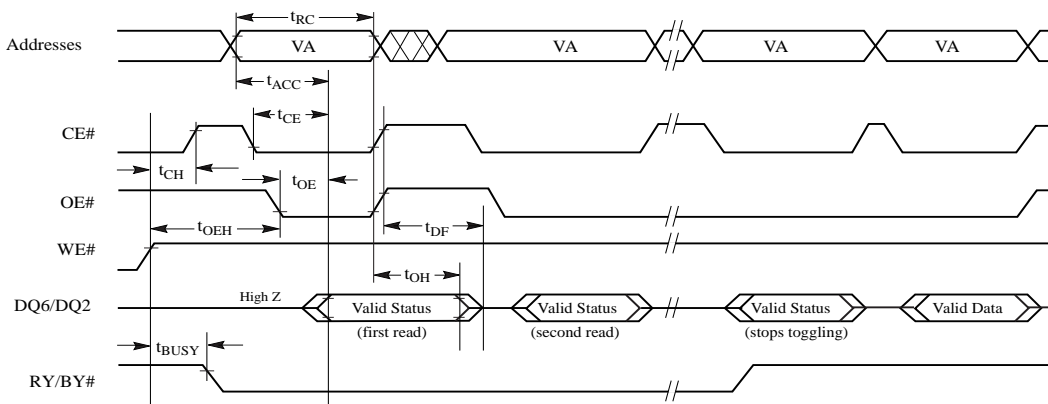 tRC
Addresses VA VA VA VA
tACC
tCE
CE#
tCH
tOE
OE#
tOEH
tDF
WE#
tOH
DQ6/DQ2 High Z Valid Status Valid Status Valid Status Valid Data
(first read) (second read) (stops toggling)
tBUSY
RY/BY#